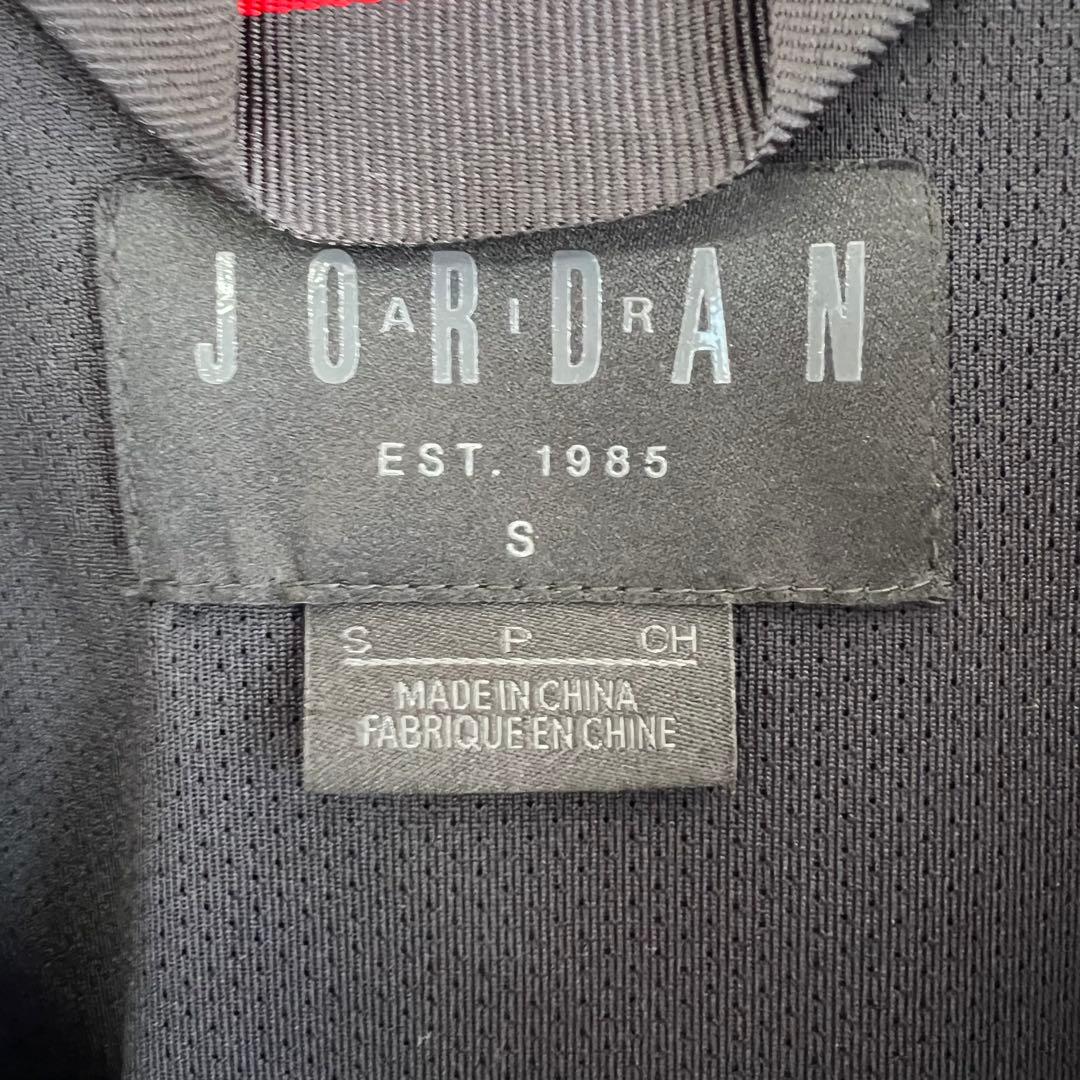 JORDAN
AIR
EST. 1985
S
S P CH
MADE IN CHINA
FABRIQUE EN CHINE